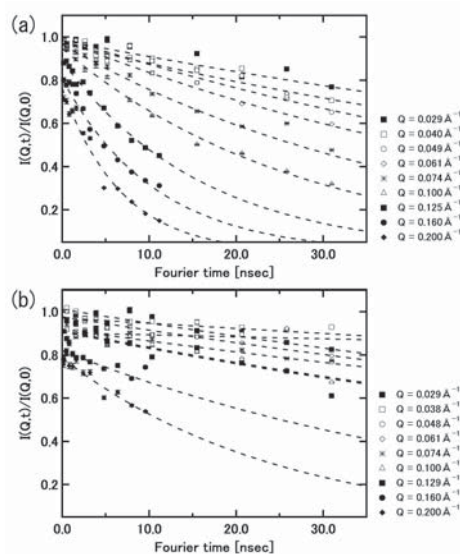 (a)
I(Q,t)/I(Q,0)
1.0
0.8
0.6
0.4
0.2
0.0 10.0 20.0 30.0
Fourier time [nsec]
Q = 0.029 Å⁻¹
Q = 0.040 Å⁻¹
Q = 0.049 Å⁻¹
Q = 0.061 Å⁻¹
Q = 0.074 Å⁻¹
Q = 0.100 Å⁻¹
Q = 0.125 Å⁻¹
Q = 0.160 Å⁻¹
Q = 0.200 Å⁻¹
(b)
I(Q,t)/I(Q,0)
1.0
0.8
0.6
0.4
0.2
0.0 10.0 20.0 30.0
Fourier time [nsec]
Q = 0.029 Å⁻¹
Q = 0.038 Å⁻¹
Q = 0.048 Å⁻¹
Q = 0.061 Å⁻¹
Q = 0.074 Å⁻¹
Q = 0.100 Å⁻¹
Q = 0.129 Å⁻¹
Q = 0.160 Å⁻¹
Q = 0.200 Å⁻¹